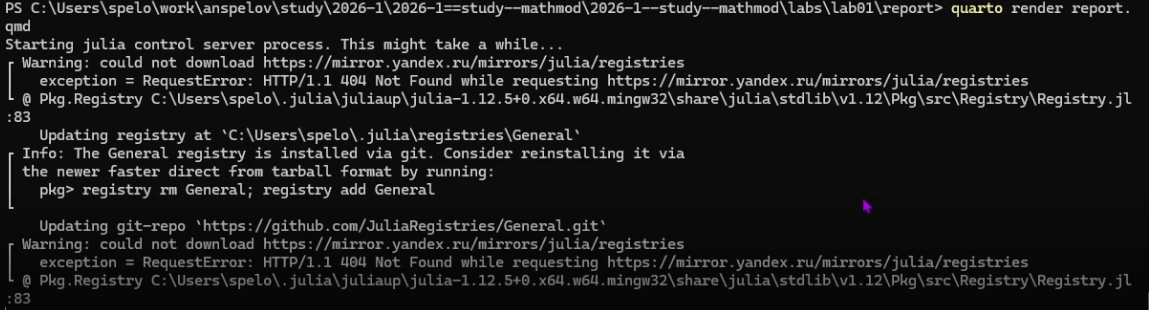 PS C:\Users\spelo\work\anspelov\study\2026-1\2026-1==study--mathmod\2026-1--study--mathmod\labs\lab01\report> quarto render report.
qmd
Starting julia control server process. This might take a while...
┌ Warning: could not download https://mirror.yandex.ru/mirrors/julia/registries
│   exception = RequestError: HTTP/1.1 404 Not Found while requesting https://mirror.yandex.ru/mirrors/julia/registries
└ @ Pkg.Registry C:\Users\spelo\.julia\juliaup\julia-1.12.5+0.x64.w64.mingw32\share\julia\stdlib\v1.12\Pkg\src\Registry\Registry.jl
:83
    Updating registry at `C:\Users\spelo\.julia\registries\General`
┌ Info: The General registry is installed via git. Consider reinstalling it via
│ the newer faster direct from tarball format by running:
│   pkg> registry rm General; registry add General
└
    Updating git-repo `https://github.com/JuliaRegistries/General.git`
┌ Warning: could not download https://mirror.yandex.ru/mirrors/julia/registries
│   exception = RequestError: HTTP/1.1 404 Not Found while requesting https://mirror.yandex.ru/mirrors/julia/registries
└ @ Pkg.Registry C:\Users\spelo\.julia\juliaup\julia-1.12.5+0.x64.w64.mingw32\share\julia\stdlib\v1.12\Pkg\src\Registry\Registry.jl
:83